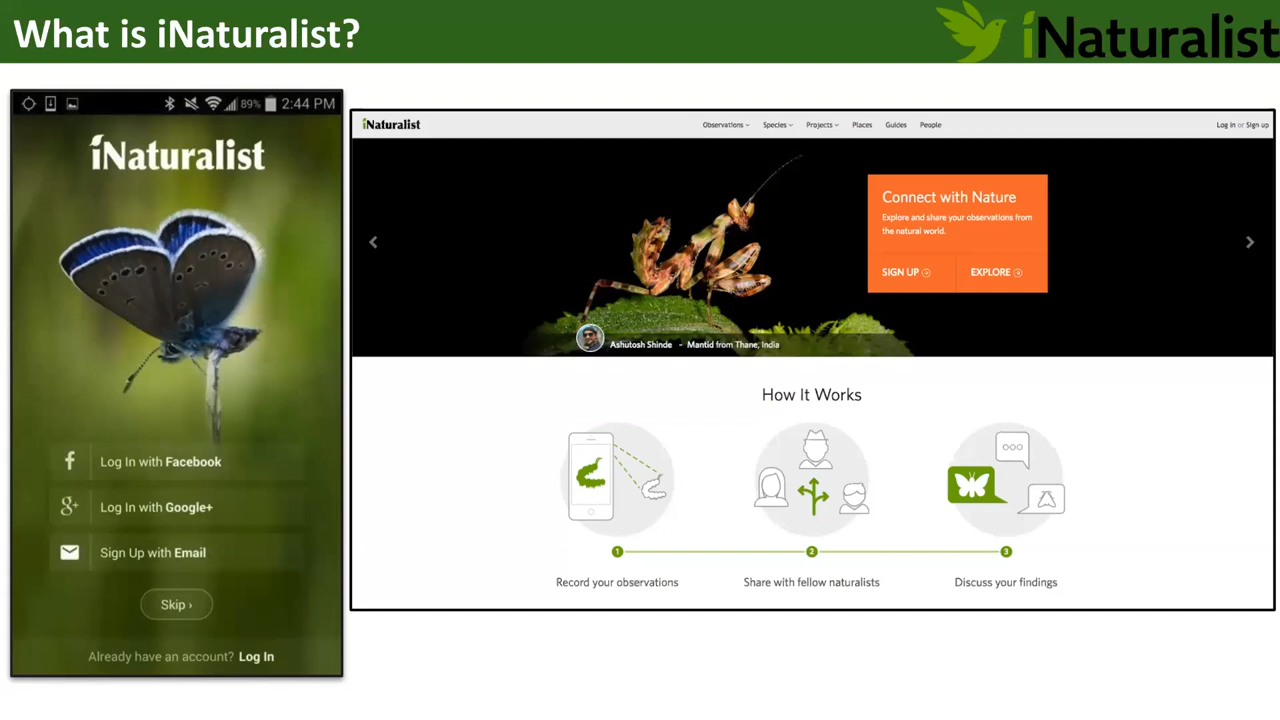 What is iNaturalist?
iNaturalist
89% 2:44 PM
iNaturalist
Log In with Facebook
g+ Log In with Google+
Sign Up with Email
Skip ›
Already have an account? Log In
iNaturalist
Observations Species Projects Places Guides People
Log In or Sign up
Connect with Nature
Explore and share your observations from
the natural world.
SIGN UP EXPLORE
Ashutosh Shinde - Mantid from Thane, India
How It Works
1 2 3
Record your observations
Share with fellow naturalists
Discuss your findings